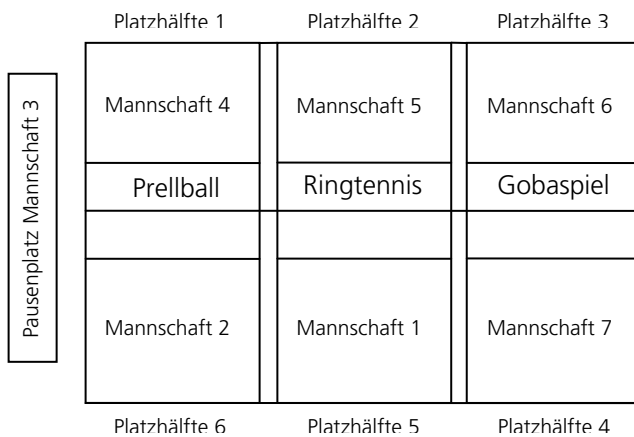 Platzhälfte 1 Platzhälfte 2 Platzhälfte 3
Pausenplatz Mannschaft 3
Mannschaft 4 Mannschaft 5 Mannschaft 6
Prellball Ringtennis Gobaspiel
Mannschaft 2 Mannschaft 1 Mannschaft 7
Platzhälfte 6 Platzhälfte 5 Platzhälfte 4